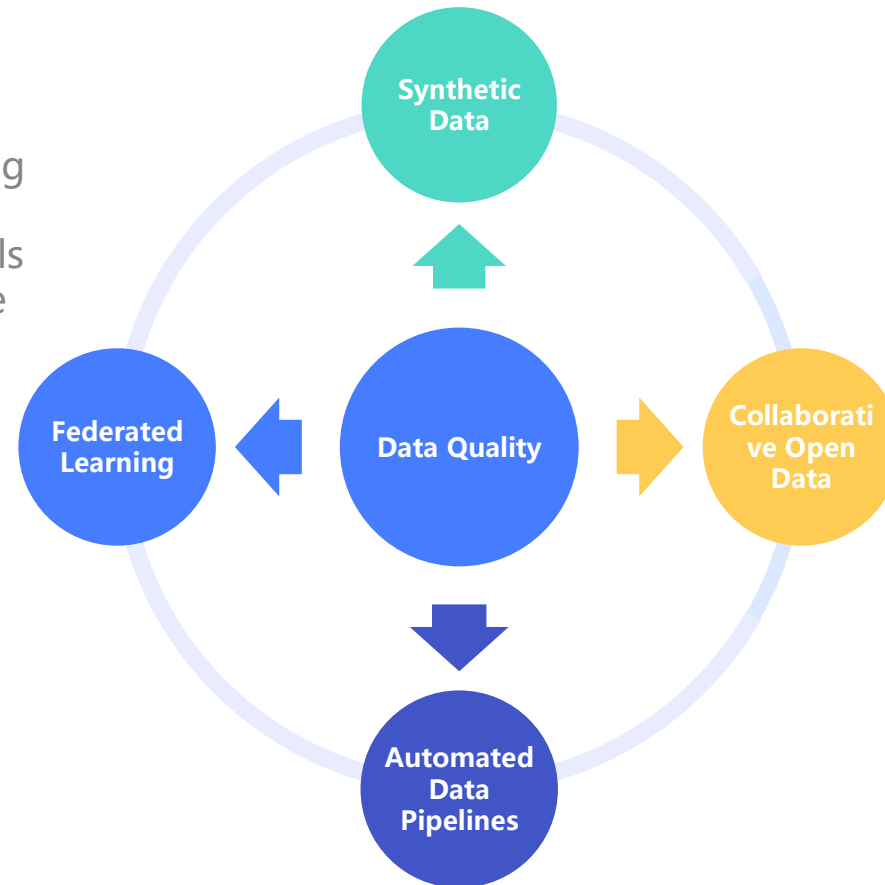 Synthetic
Data
Federated
Learning
Data Quality
Collaborati
ve Open
Data
Automated
Data
Pipelines